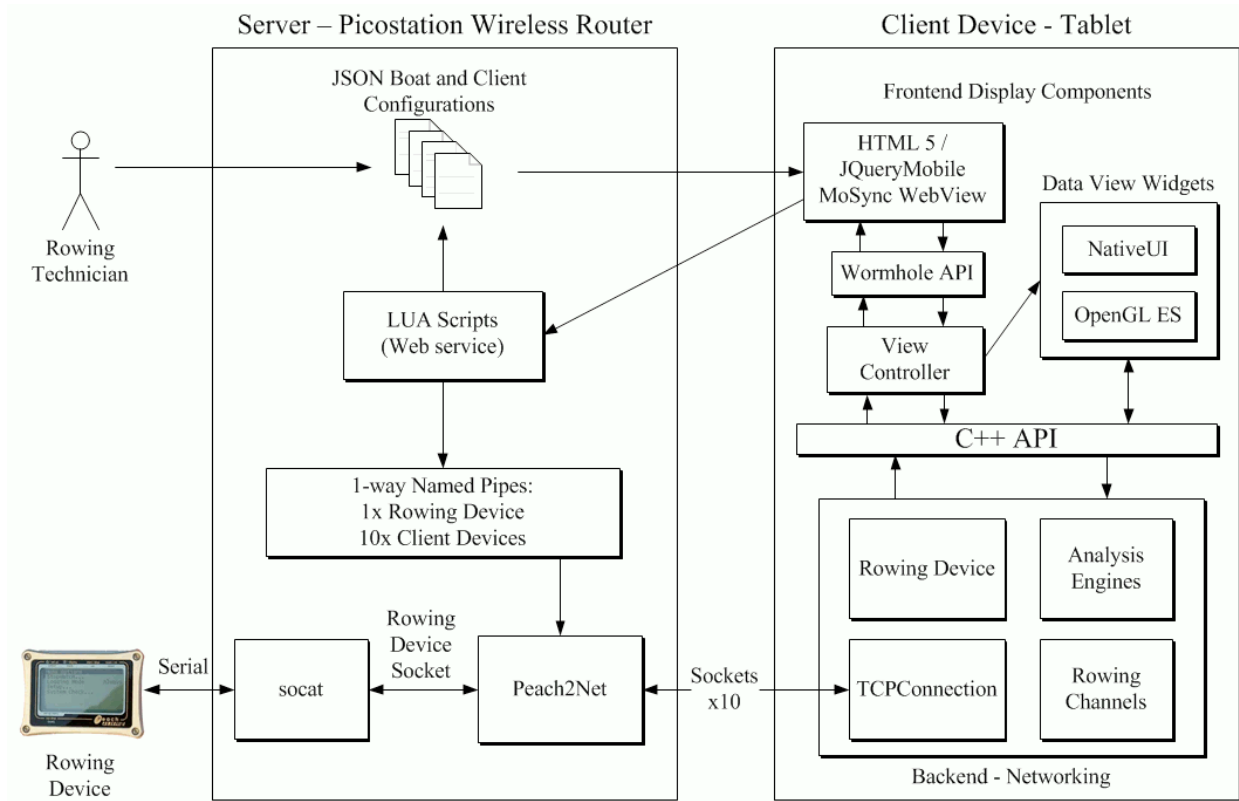 Server – Picostation Wireless Router
Client Device - Tablet
JSON Boat and Client
Configurations
Frontend Display Components
HTML 5 /
JQueryMobile
MoSync WebView
Data View Widgets
NativeUI
OpenGL ES
Rowing
Technician
Wormhole API
LUA Scripts
(Web service)
View
Controller
C++ API
1-way Named Pipes:
1x Rowing Device
10x Client Devices
Rowing Device
Analysis
Engines
Rowing
Device
Socket
Serial
socat
Peach2Net
Sockets
x10
TCPConnection
Rowing
Channels
Rowing
Device
Backend - Networking